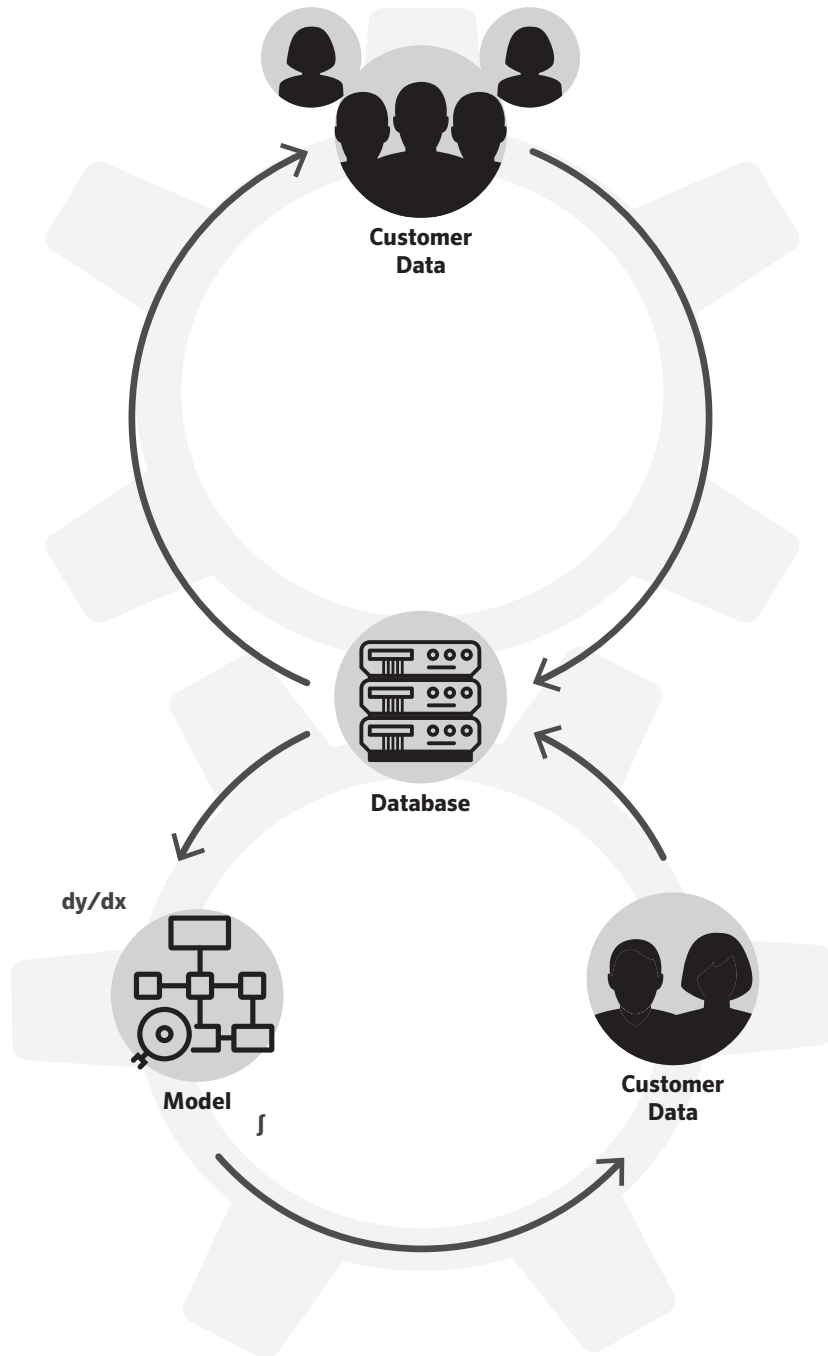 Customer
Data
Database
dy/dx
Model
∫
Customer
Data